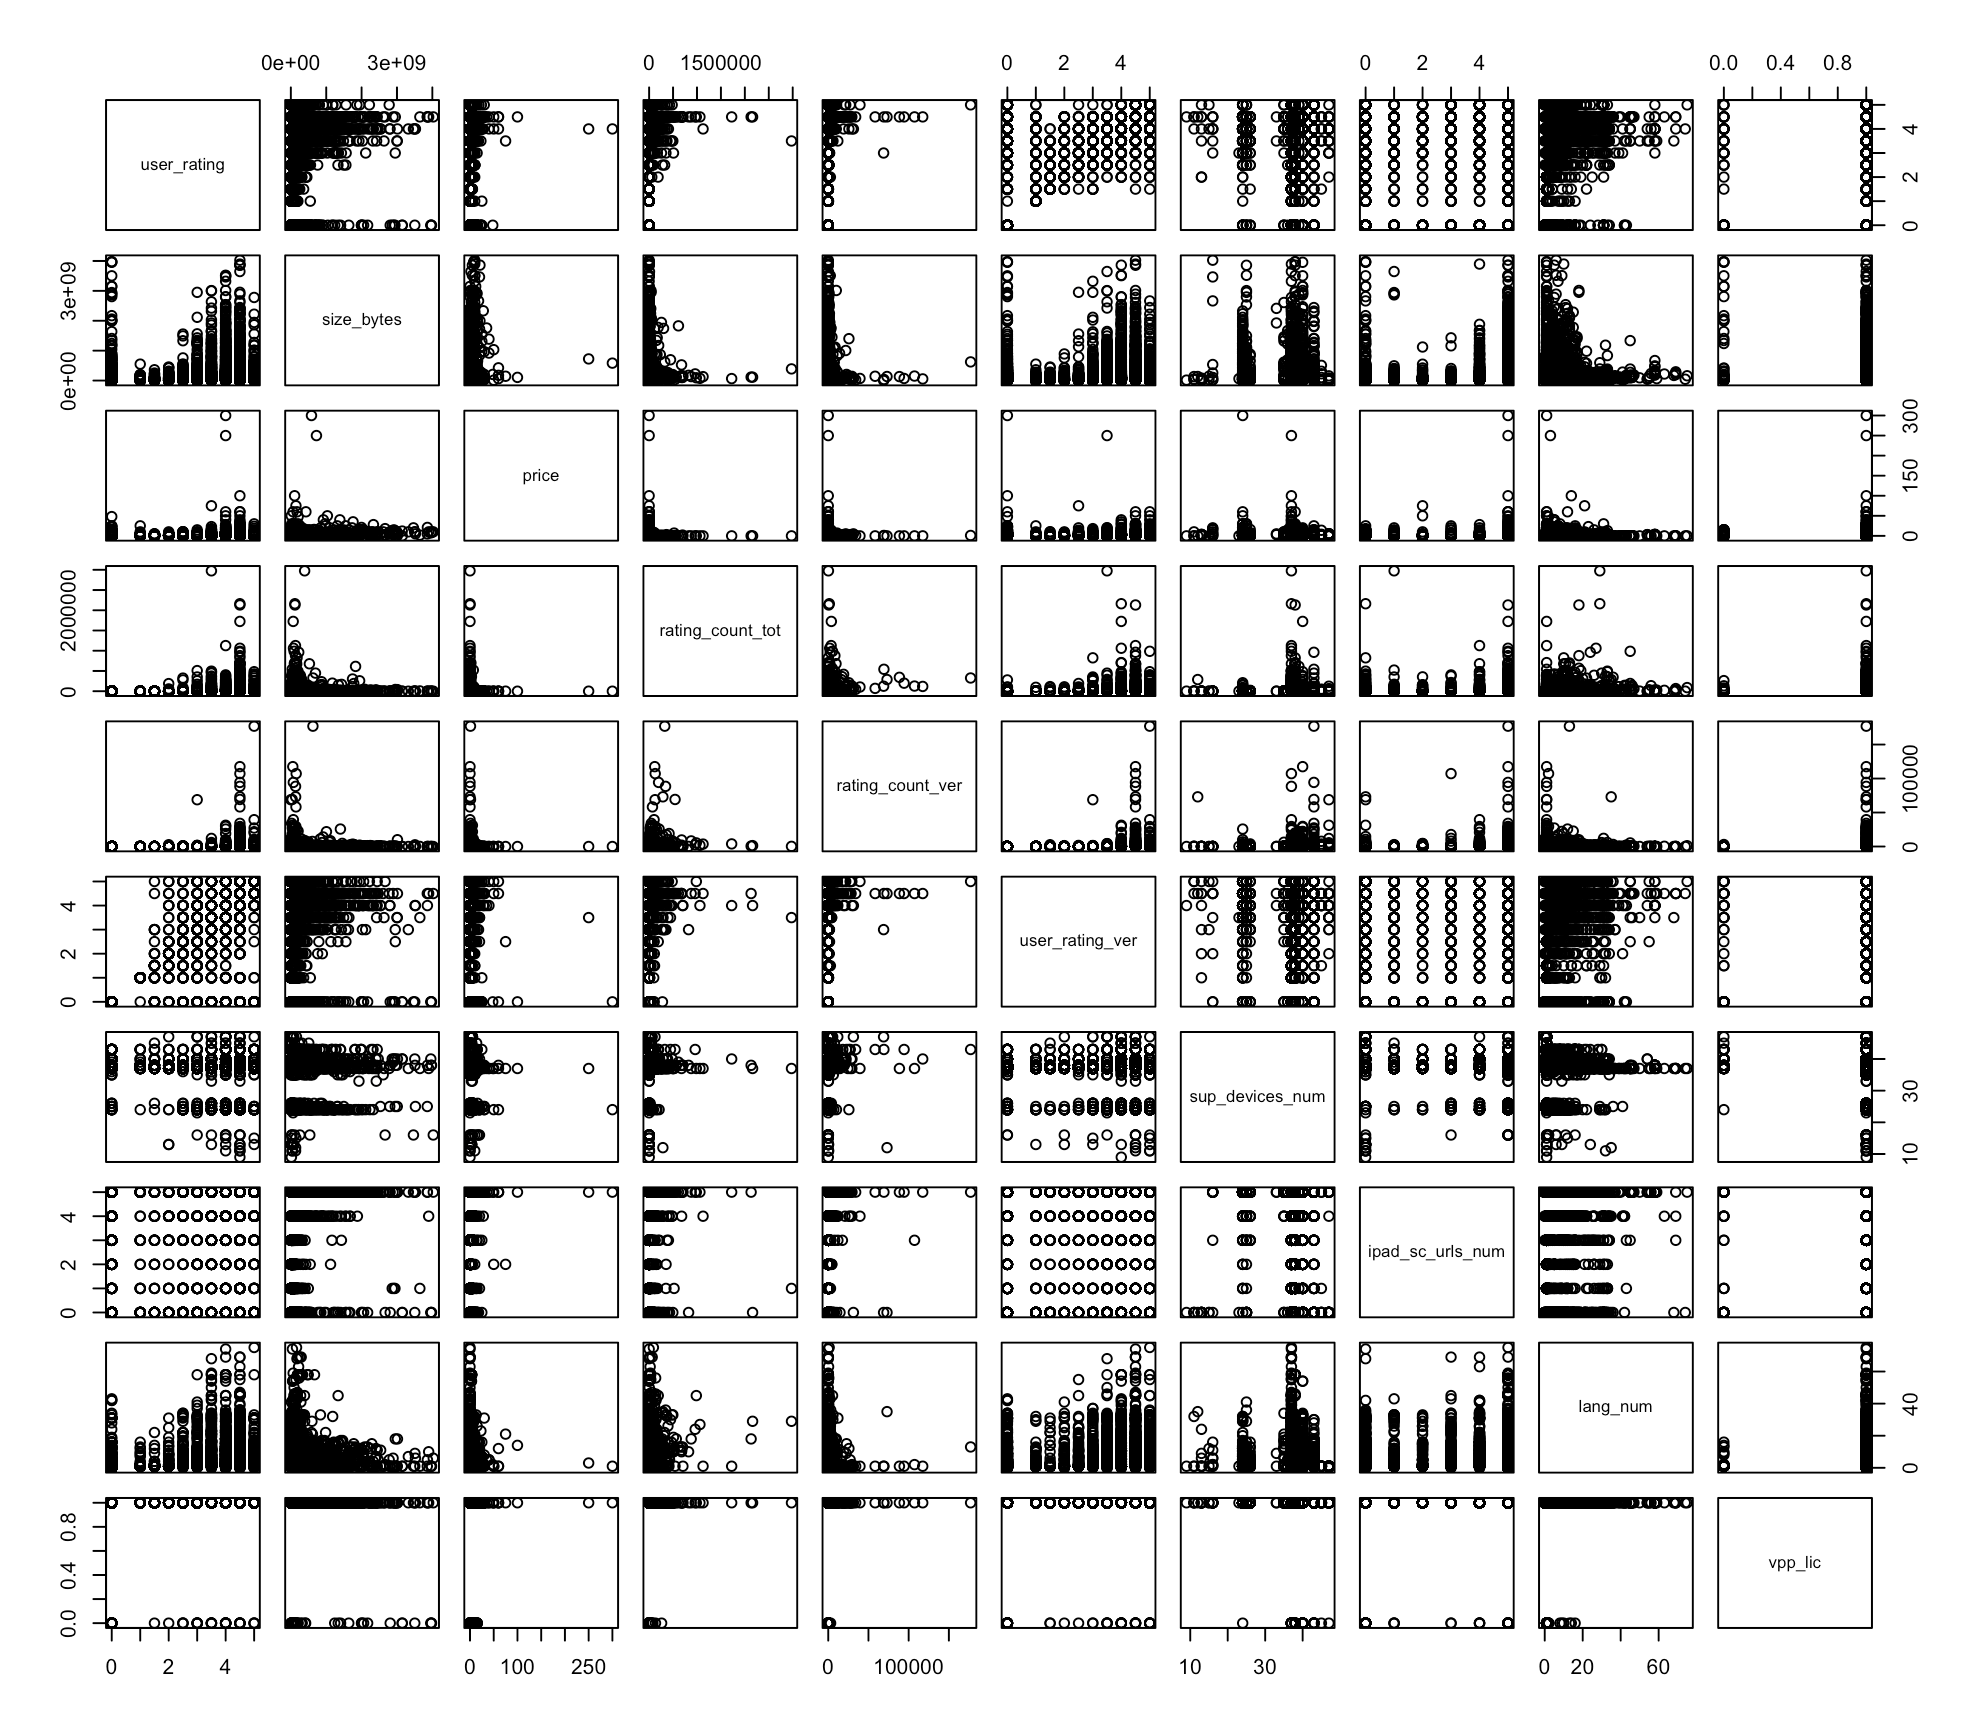 0e+00 3e+09 0 1500000 0 2 4 0 2 4 0.0 0.4 0.8
user_rating 0 2 4
0e+00 3e+09 size_bytes
price 0 150 300
0 2000000 rating_count_tot
rating_count_ver 0 100000
0 2 4 user_rating_ver
sup_devices_num 10 30
0 2 4 ipad_sc_urls_num
lang_num 0 40
0.0 0.4 0.8 vpp_lic
0 2 4 0 100 250 0 100000 10 30 0 20 60